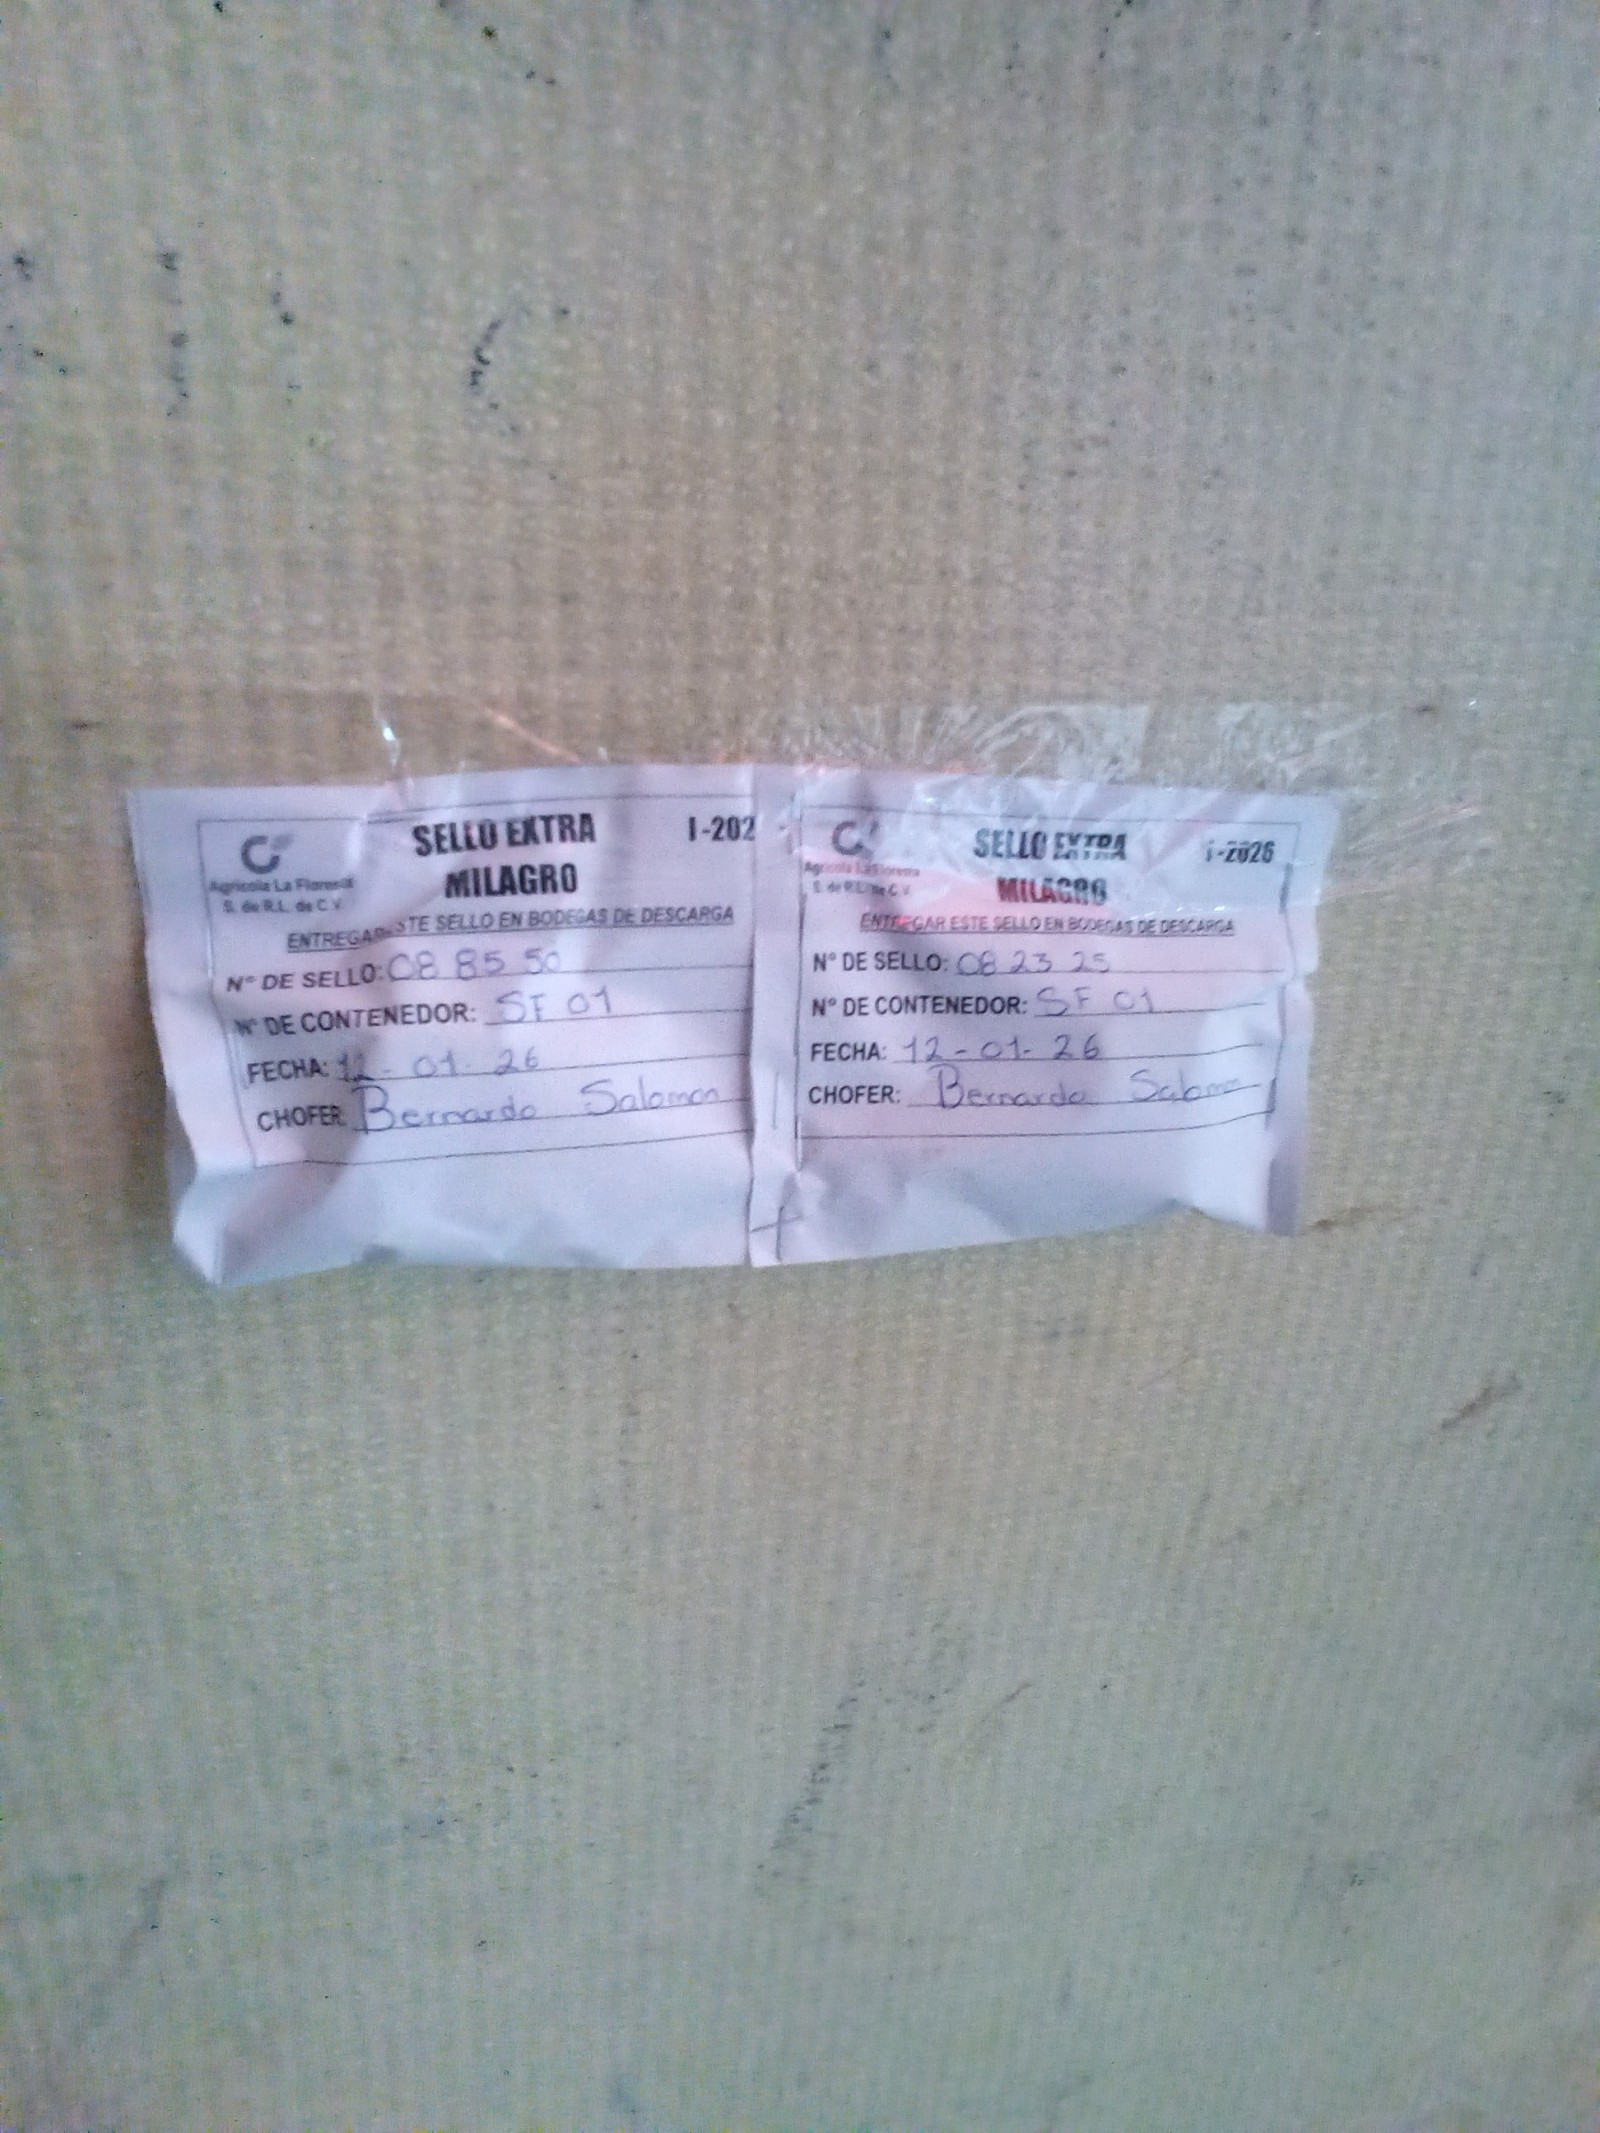 Agrícola La Floresta
S. de R.L. de C.V.
SELLO EXTRA
MILAGRO
I-202
ENTREGAR ESTE SELLO EN BODEGAS DE DESCARGA
Nº DE SELLO: 08 85 50
Nº DE CONTENEDOR: SF 01
FECHA: 12-01-26
CHOFER: Bernardo Salomon
Agrícola La Floresta
S. de R.L. de C.V.
SELLO EXTRA
MILAGRO
I-2026
ENTREGAR ESTE SELLO EN BODEGAS DE DESCARGA
Nº DE SELLO: 08 23 25
Nº DE CONTENEDOR: SF 01
FECHA: 12-01-26
CHOFER: Bernardo Salomon